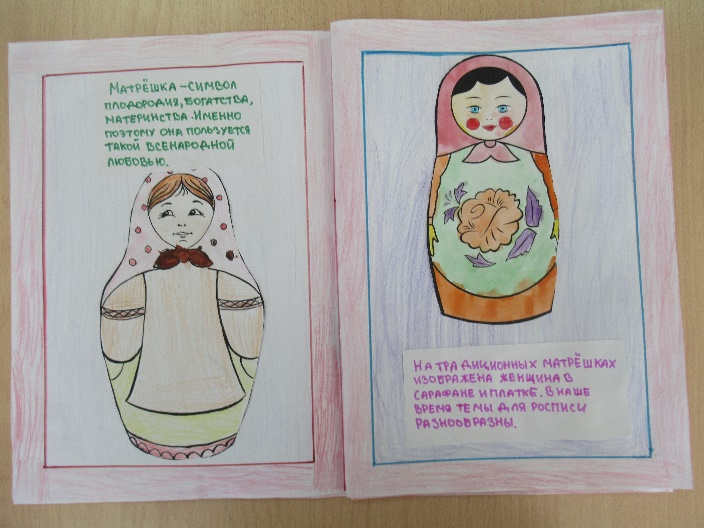 МАТРЁШКА – СИМВОЛ
ПЛОДОРОДИЯ, БОГАТСТВА,
МАТЕРИНСТВА. ИМЕННО
ПОЭТОМУ ОНА ПОЛЬЗУЕТСЯ
ТАКОЙ ВСЕНАРОДНОЙ
ЛЮБОВЬЮ.
НА ТРАДИЦИОННЫХ МАТРЁШКАХ
ИЗОБРАЖЕНА ЖЕНЩИНА В
САРАФАНЕ И ПЛАТКЕ. В НАШЕ
ВРЕМЯ ТЕМЫ ДЛЯ РОСПИСИ
РАЗНООБРАЗНЫ.